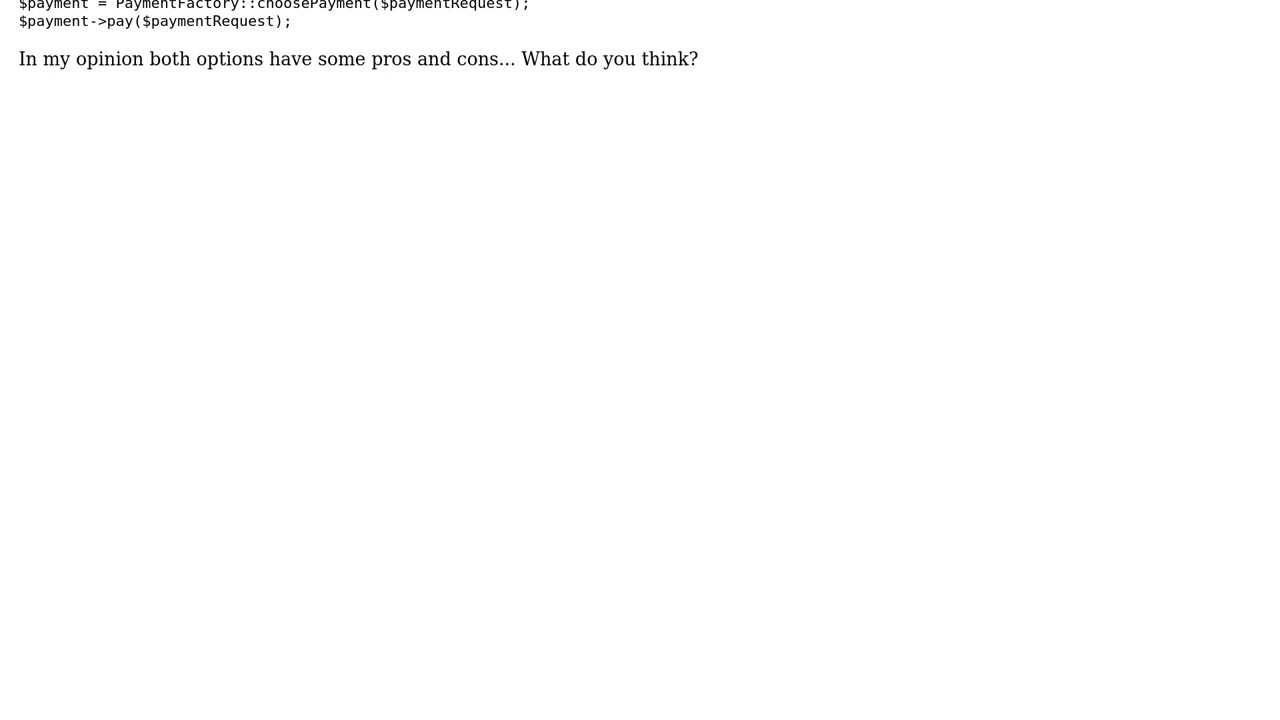 $payment = PaymentFactory::choosePayment($paymentRequest);
$payment->pay($paymentRequest);
In my opinion both options have some pros and cons... What do you think?